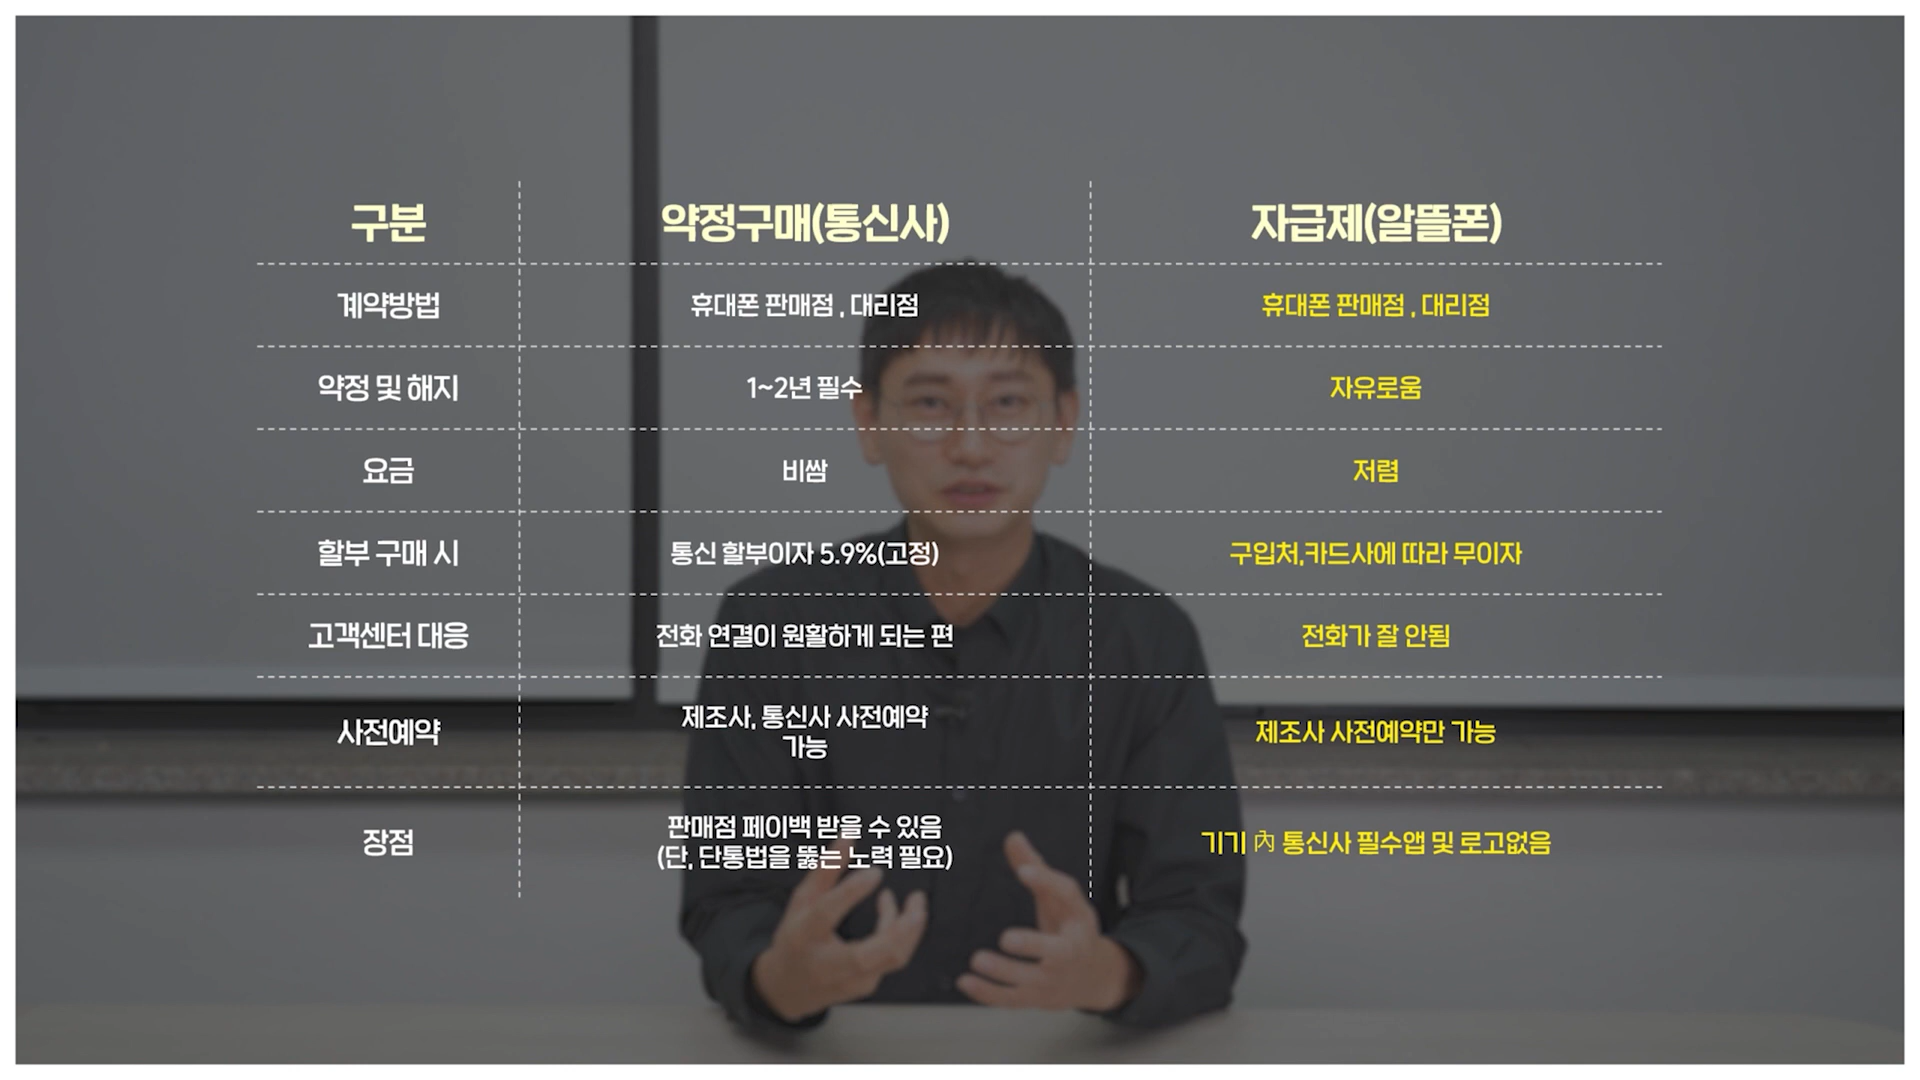 구분 약정구매(통신사) 자급제(알뜰폰)
계약방법 휴대폰 판매점 , 대리점 휴대폰 판매점 , 대리점
약정 및 해지 1~2년 필수 자유로움
요금 비쌈 저렴
할부 구매 시 통신 할부이자 5.9%(고정) 구입처,카드사에 따라 무이자
고객센터 대응 전화 연결이 원활하게 되는 편 전화가 잘 안됨
사전예약 제조사, 통신사 사전예약 가능 제조사 사전예약만 가능
장점 판매점 페이백 받을 수 있음 (단, 단통법을 뚫는 노력 필요) 기기 內 통신사 필수앱 및 로고없음